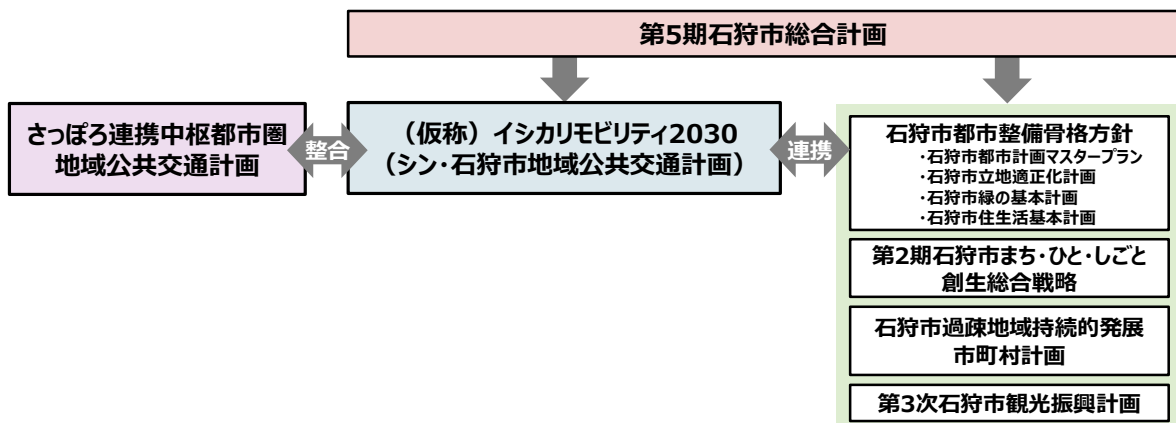 第5期石狩市総合計画
さっぽろ連携中枢都市圏
地域公共交通計画
整合
（仮称）イシカリモビリティ2030
（シン・石狩市地域公共交通計画）
連携
石狩市都市整備骨格方針
・石狩市都市計画マスタープラン
・石狩市立地適正化計画
・石狩市緑の基本計画
・石狩市住生活基本計画
第2期石狩市まち・ひと・しごと
創生総合戦略
石狩市過疎地域持続的発展
市町村計画
第3次石狩市観光振興計画